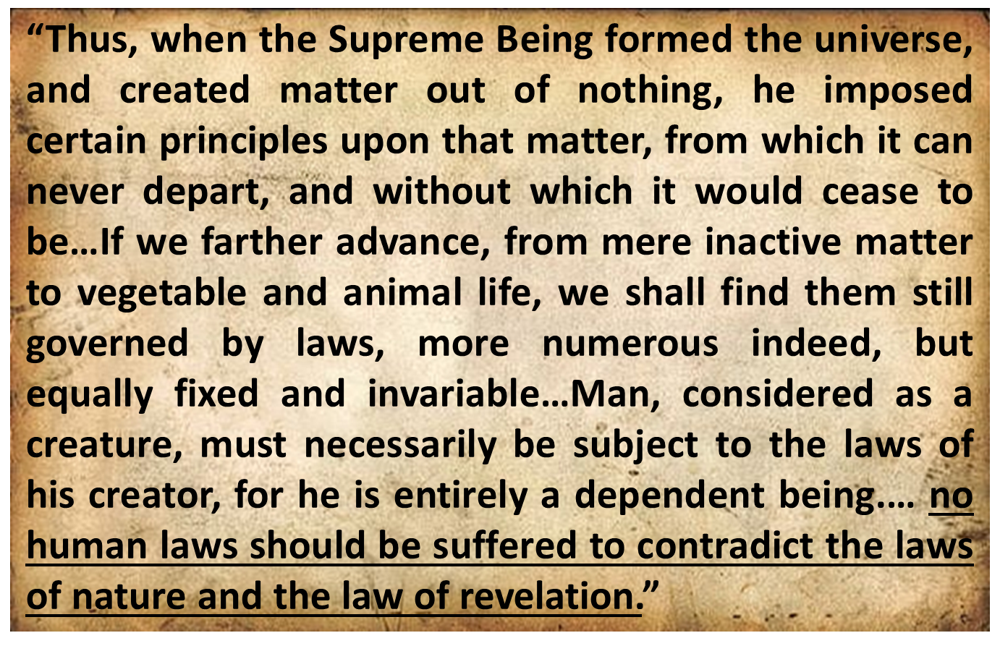 “Thus, when the Supreme Being formed the universe,
and created matter out of nothing, he imposed
certain principles upon that matter, from which it can
never depart, and without which it would cease to
be…If we farther advance, from mere inactive matter
to vegetable and animal life, we shall find them still
governed by laws, more numerous indeed, but
equally fixed and invariable…Man, considered as a
creature, must necessarily be subject to the laws of
his creator, for he is entirely a dependent being.… no
human laws should be suffered to contradict the laws
of nature and the law of revelation.”